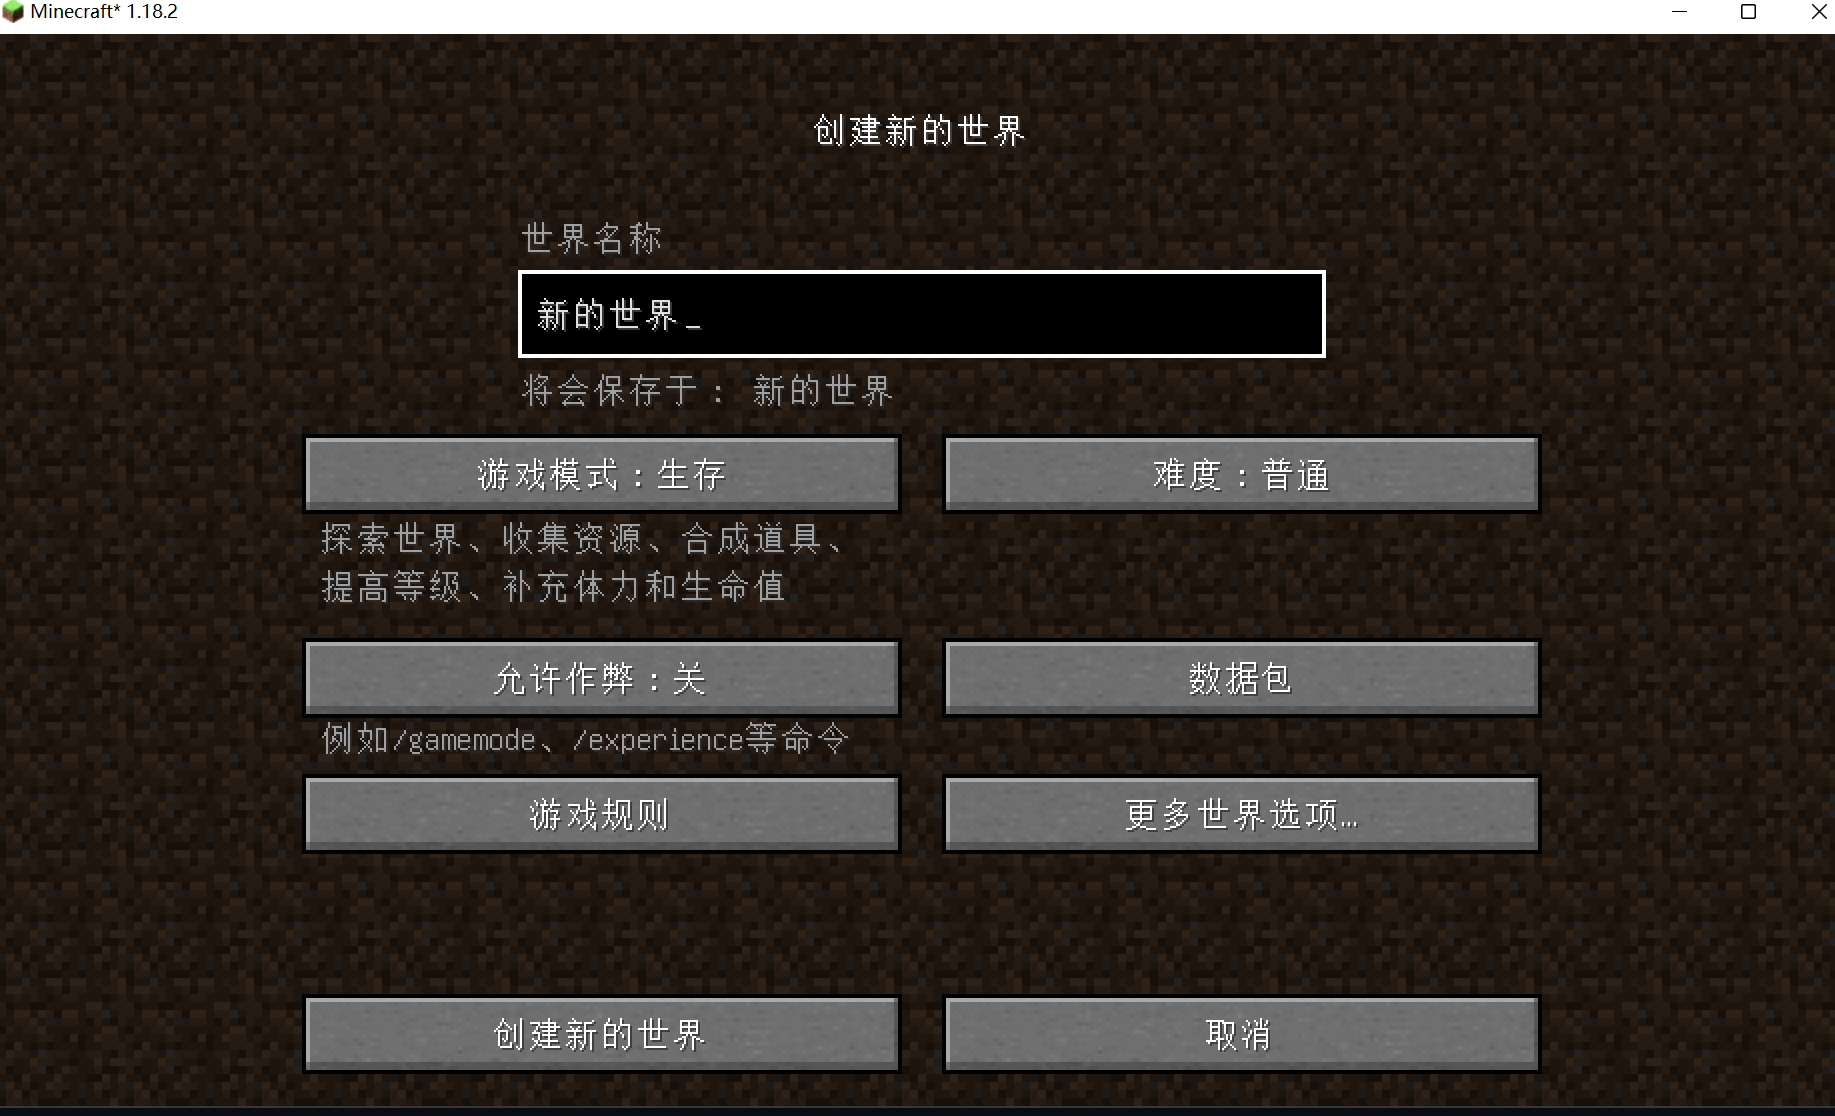 Minecraft* 1.18.2
创建新的世界
世界名称
新的世界_
将会保存于： 新的世界
游戏模式：生存
难度：普通
探索世界、收集资源、合成道具、
提高等级、补充体力和生命值
允许作弊：关
数据包
例如/gamemode、/experience等命令
游戏规则
更多世界选项...
创建新的世界
取消